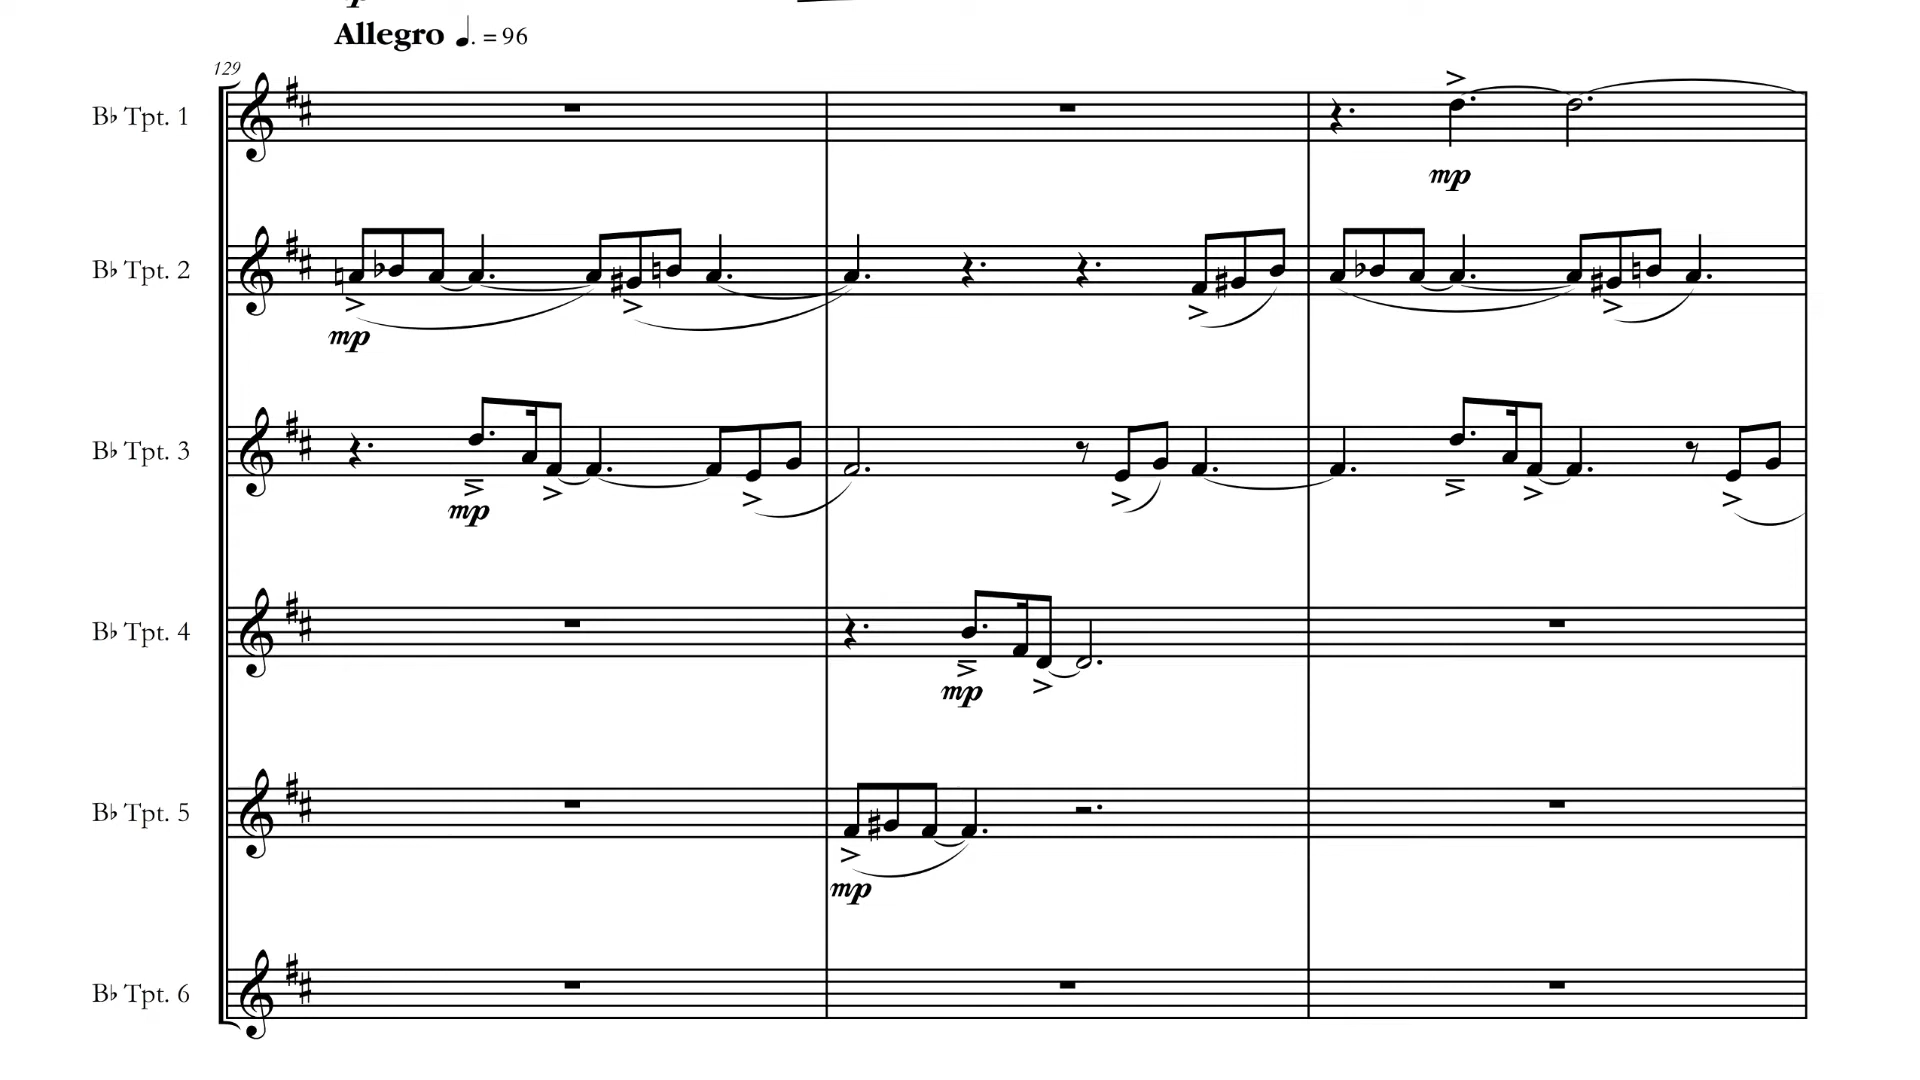 Allegro ♩. = 96
129
B♭ Tpt. 1
mp
B♭ Tpt. 2
mp
B♭ Tpt. 3
mp
B♭ Tpt. 4
mp
B♭ Tpt. 5
mp
B♭ Tpt. 6